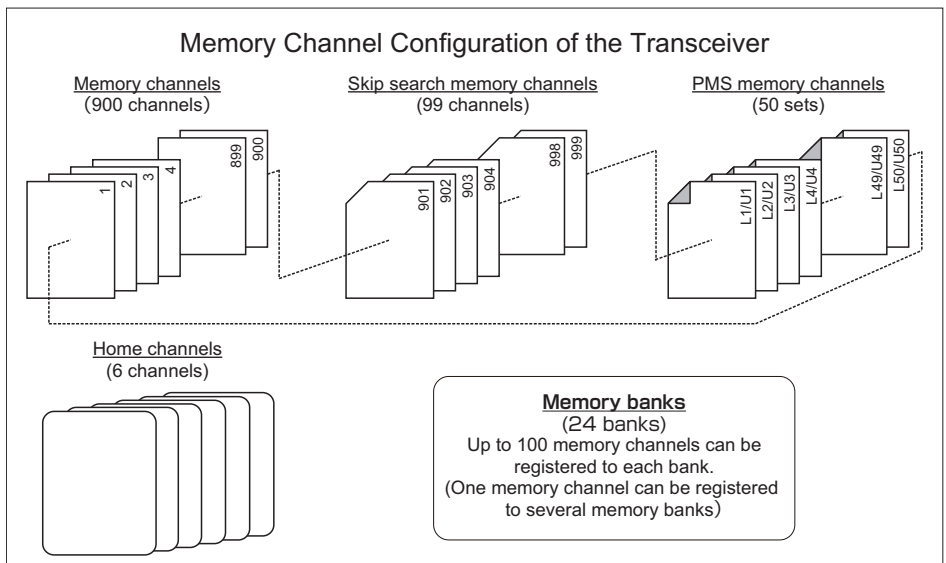 Memory Channel Configuration of the Transceiver
Memory channels
(900 channels)
1
2
3
4
899
900
Skip search memory channels
(99 channels)
901
902
903
904
998
999
PMS memory channels
(50 sets)
L1/U1
L2/U2
L3/U3
L4/U4
L49/U49
L50/U50
Home channels
(6 channels)
Memory banks
(24 banks)
Up to 100 memory channels can be
registered to each bank.
(One memory channel can be registered
to several memory banks)